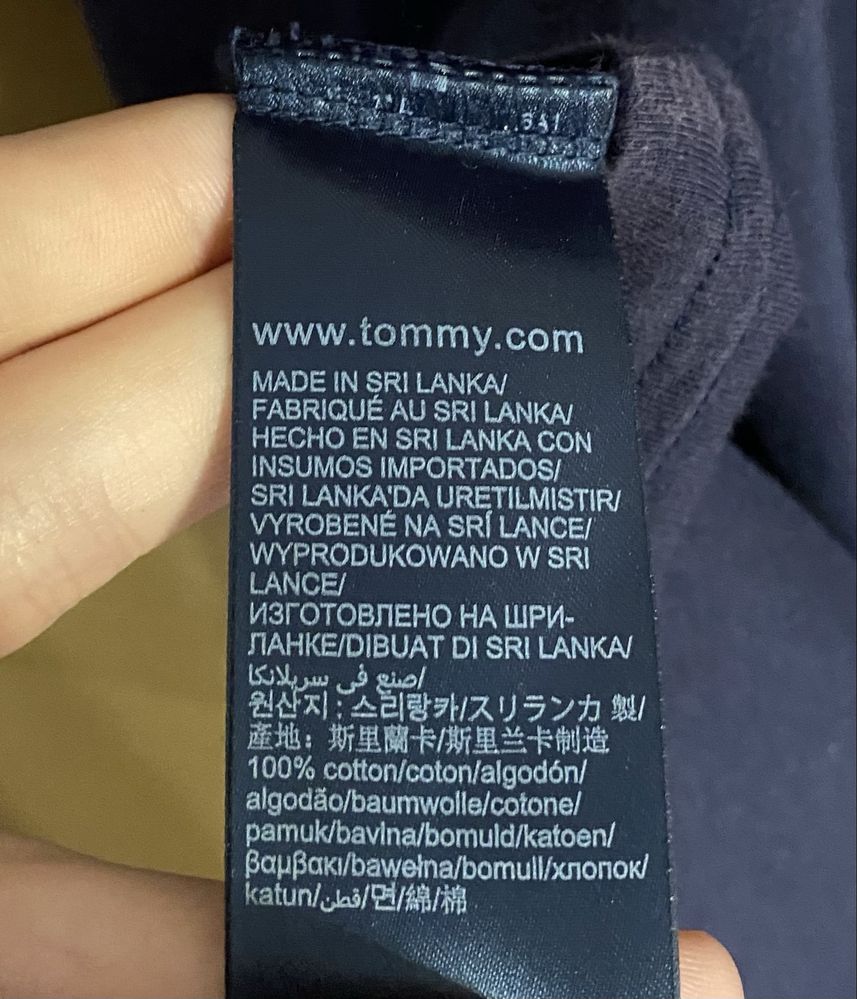 www.tommy.com
MADE IN SRI LANKA/
FABRIQUÉ AU SRI LANKA/
HECHO EN SRI LANKA CON
INSUMOS IMPORTADOS/
SRI LANKA'DA URETILMISTIR/
VYROBENÉ NA SRÍ LANCE/
WYPRODUKOWANO W SRI
LANCE/
ИЗГОТОВЛЕНО НА ШРИ-
ЛАНКЕ/DIBUAT DI SRI LANKA/
صنع في سريلانكا/
원산지 : 스리랑카/スリランカ 製/
產地：斯里蘭卡/斯里兰卡制造
100% cotton/coton/algodón/
algodão/baumwolle/cotone/
pamuk/bavlna/bomuld/katoen/
βαμβακι/bawełna/bomull/хлопок/
katun/قطن/면/綿/棉